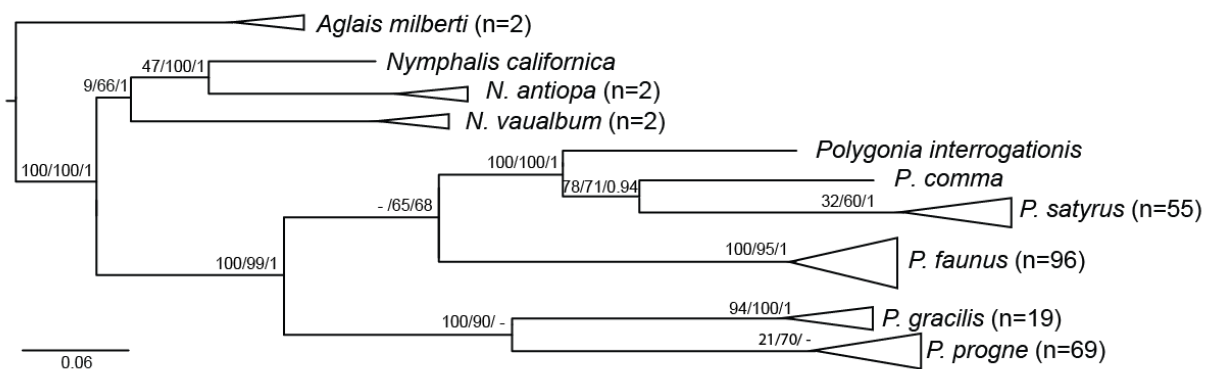 Aglais milberti (n=2)
47/100/1
Nymphalis californica
9/66/1
N. antiopa (n=2)
N. vaualbum (n=2)
100/100/1
100/100/1
Polygonia interrogationis
78/71/0.94
P. comma
32/60/1
P. satyrus (n=55)
- /65/68
100/95/1
P. faunus (n=96)
100/99/1
94/100/1
P. gracilis (n=19)
100/90/ -
21/70/ -
P. progne (n=69)
0.06